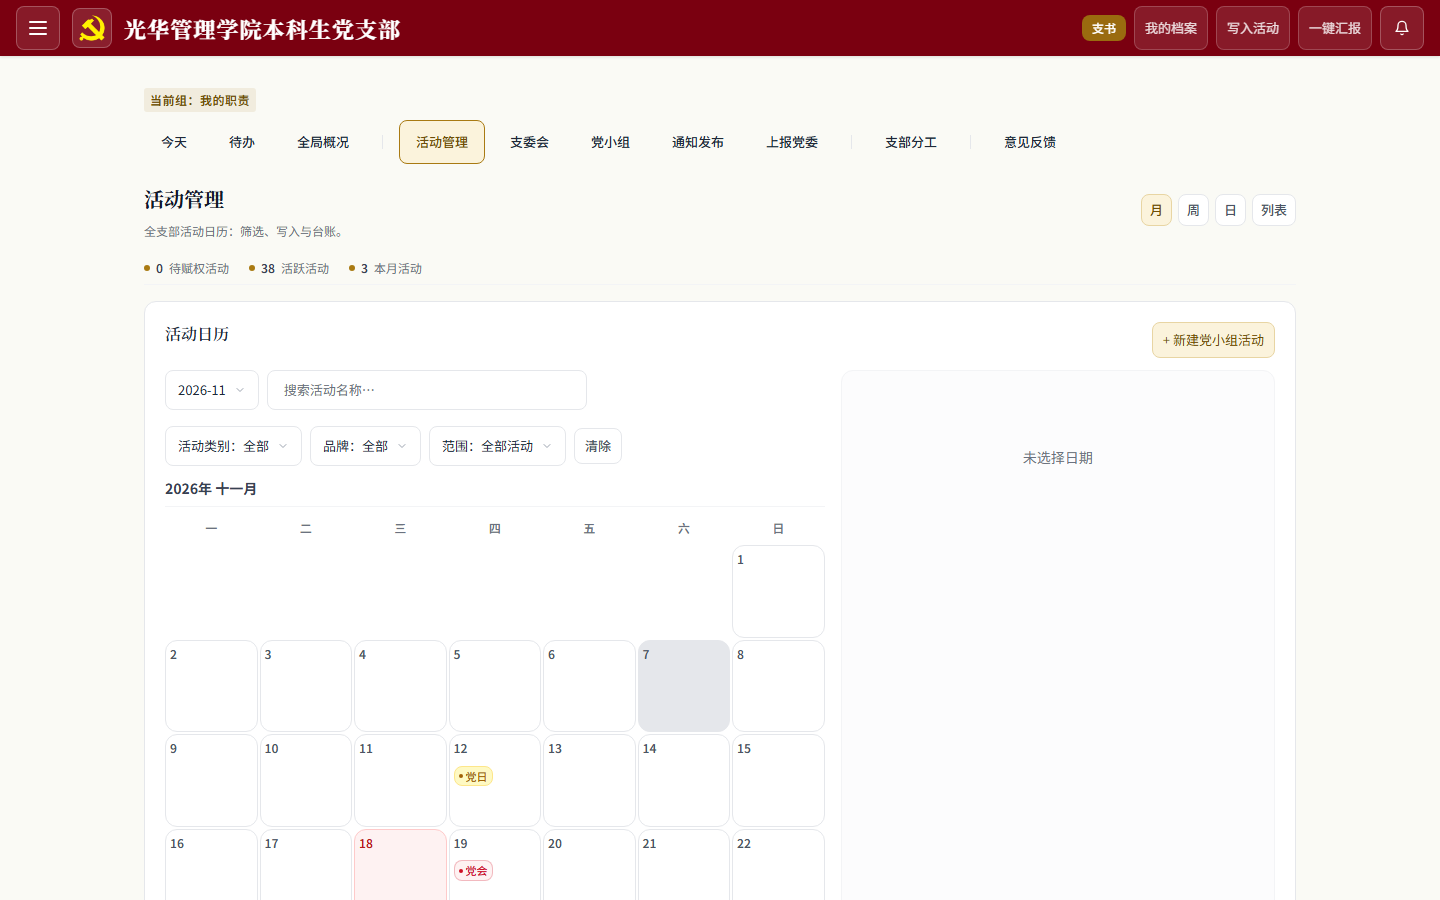 光华管理学院本科生党支部
支书 我的档案 写入活动 一键汇报
当前组：我的职责
今天 待办 全局概况 活动管理 支委会 党小组 通知发布 上报党委 支部分工 意见反馈
活动管理
月 周 日 列表
全支部活动日历：筛选、写入与台账。
0 待赋权活动 38 活跃活动 3 本月活动
活动日历
+ 新建党小组活动
2026-11 搜索活动名称…
活动类别：全部 品牌：全部 范围：全部活动 清除
未选择日期
2026年 十一月
一 二 三 四 五 六 日
1
2 3 4 5 6 7 8
9 10 11 12 13 14 15
党日
16 17 18 19 20 21 22
党会